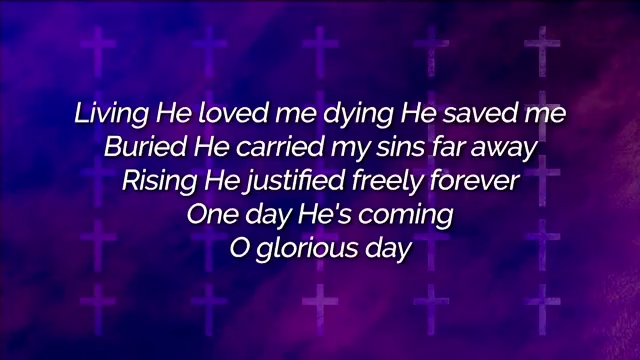 Living He loved me dying He saved me
Buried He carried my sins far away
Rising He justified freely forever
One day He's coming
O glorious day